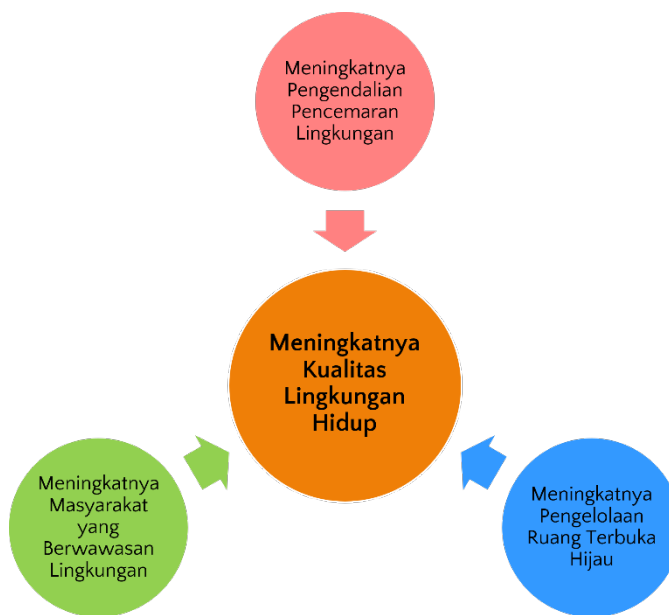 Meningkatnya
Pengendalian
Pencemaran
Lingkungan
Meningkatnya
Kualitas
Lingkungan
Hidup
Meningkatnya
Masyarakat
yang
Berwawasan
Lingkungan
Meningkatnya
Pengelolaan
Ruang Terbuka
Hijau